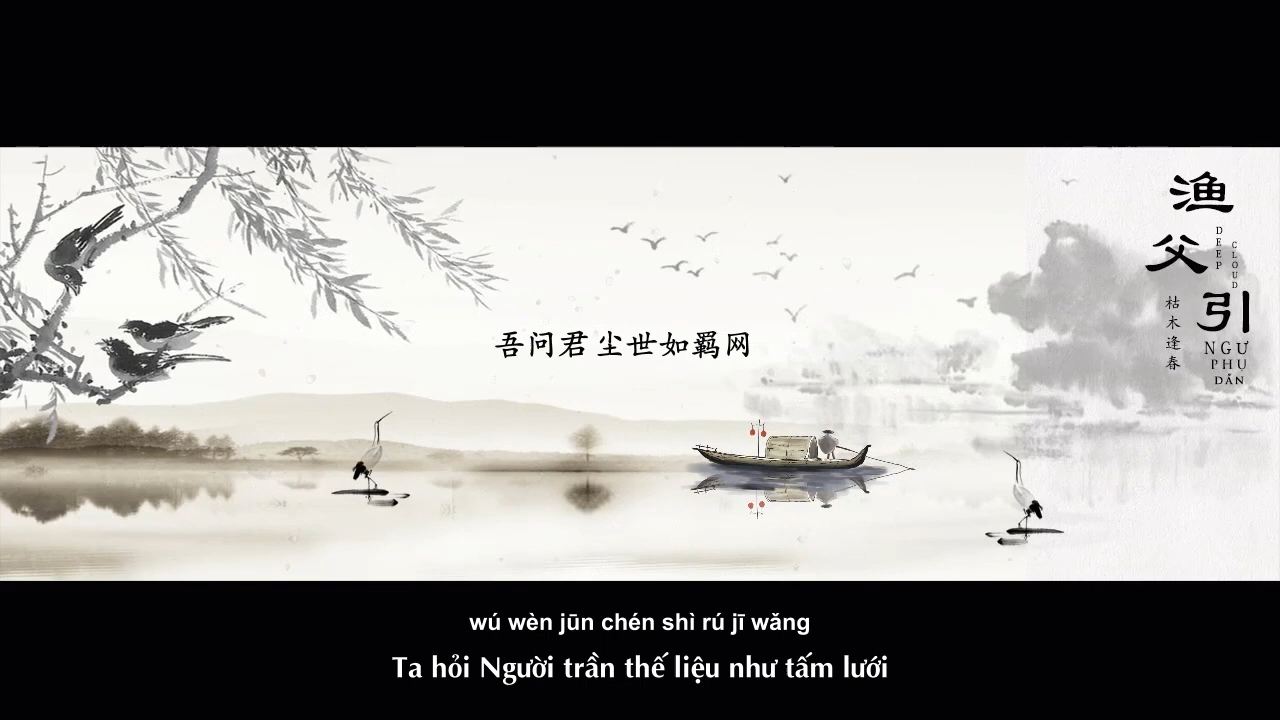 渔父引
DEEP CLOUD
枯木逢春
NGƯ
PHỤ
DẪN
吾问君 尘世如羁网
wú wèn jūn chén shì rú jī wǎng
Ta hỏi Người trần thế liệu như tấm lưới